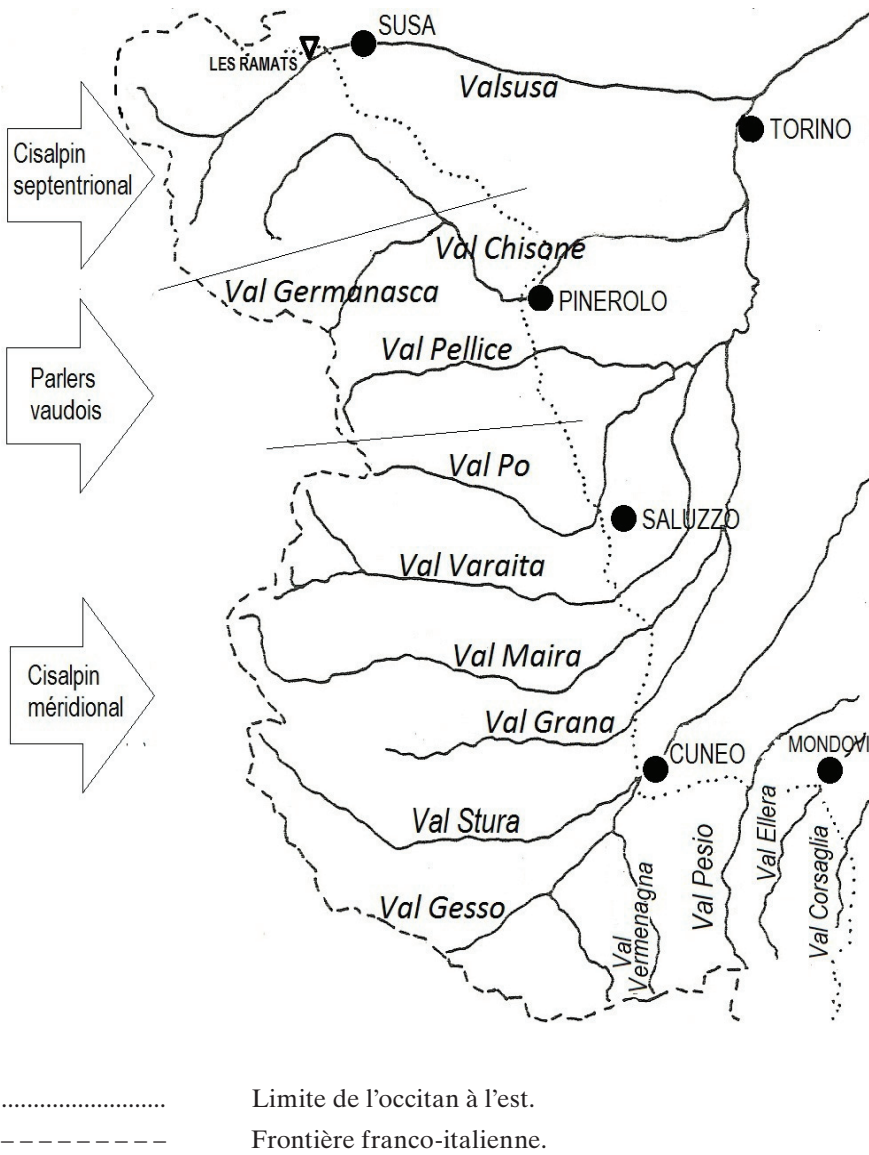 SUSA
LES RAMATS
Valsusa
TORINO
Cisalpin
septentrional
Val Chisone
Val Germanasca
PINEROLO
Val Pellice
Parlers
vaudois
Val Po
SALUZZO
Val Varaita
Val Maira
Cisalpin
méridional
Val Grana
CUNEO
MONDOVI
Val Stura
Val Ellera
Val Pesio
Val Corsaglia
Val Gesso
Val
Vermenagna
Limite de l’occitan à l’est.
Frontière franco-italienne.